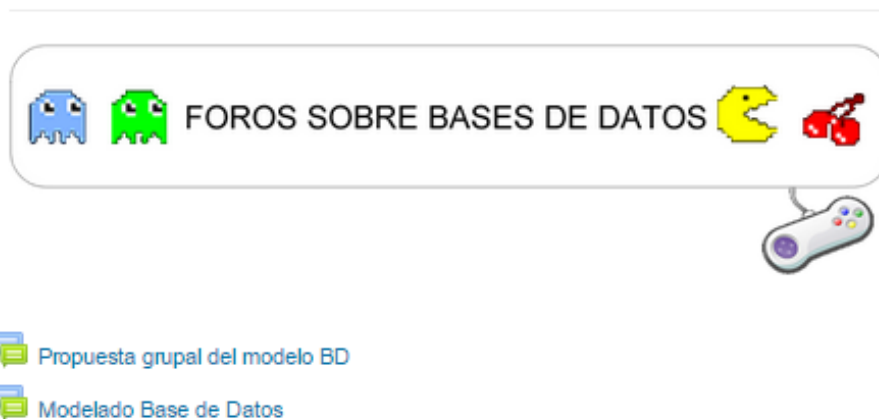 FOROS SOBRE BASES DE DATOS
Propuesta grupal del modelo BD
Modelado Base de Datos